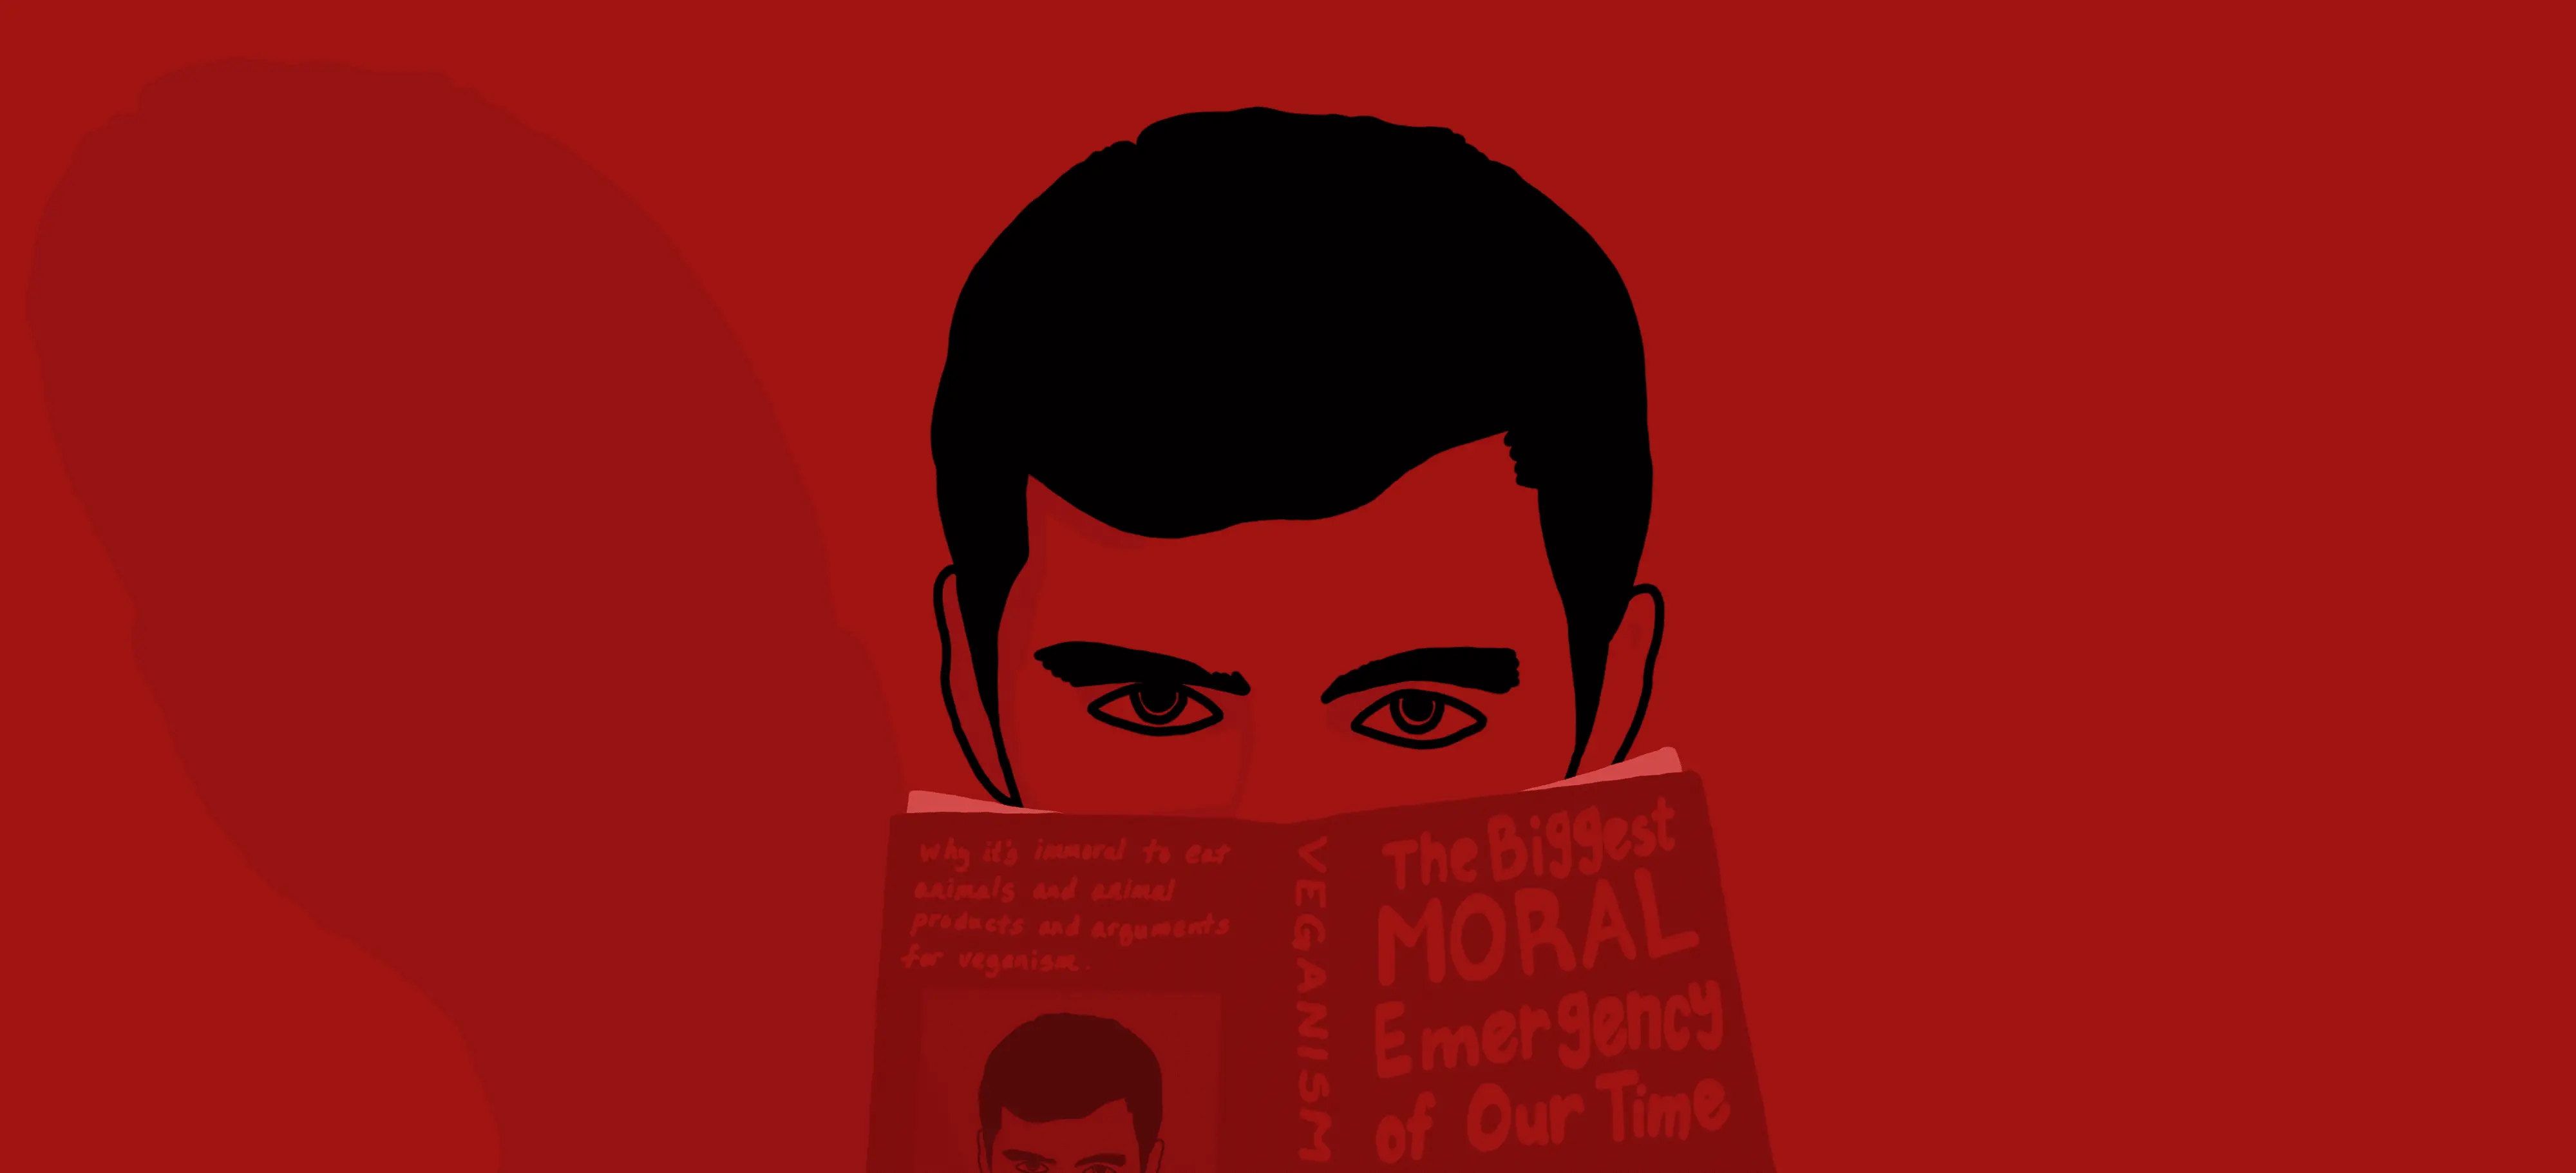 Why it's immoral to eat
animals and animal
products and arguments
for veganism.
VEGANISM
The Biggest
MORAL
Emergency
of Our Time